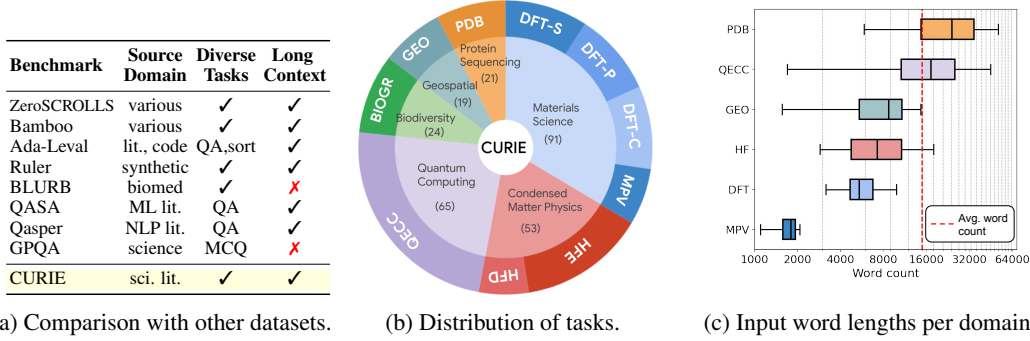 Benchmark Source Domain Diverse Tasks Long Context
ZeroSCROLLS various ✓ ✓
Bamboo various ✓ ✓
Ada-Leval lit., code QA,sort ✓
Ruler synthetic ✓ ✓
BLURB biomed ✓ ✗
QASA ML lit. QA ✓
Qasper NLP lit. QA ✓
GPQA science MCQ ✗
CURIE sci. lit. ✓ ✓
a) Comparison with other datasets.
PDB
DFT-S
DFT-P
DFT-C
MPV
HFE
HFD
QECC
BIOGR
GEO
Protein
Sequencing
(21)
Geospatial
(19)
Biodiversity
(24)
Materials
Science
(91)
CURIE
Quantum
Computing
(65)
Condensed
Matter Physics
(53)
(b) Distribution of tasks.
PDB
QECC
GEO
HF
DFT
MPV
Avg. word
count
1000 2000 4000 8000 16000 32000 64000
Word count
(c) Input word lengths per domain